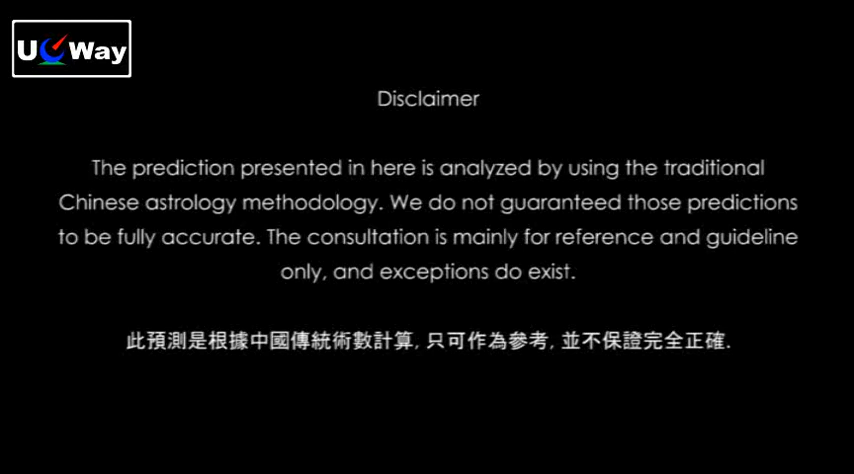 UCWay
Disclaimer
The prediction presented in here is analyzed by using the traditional
Chinese astrology methodology. We do not guaranteed those predictions
to be fully accurate. The consultation is mainly for reference and guideline
only, and exceptions do exist.
此預測是根據中國傳統術數計算, 只可作為參考, 並不保證完全正確.